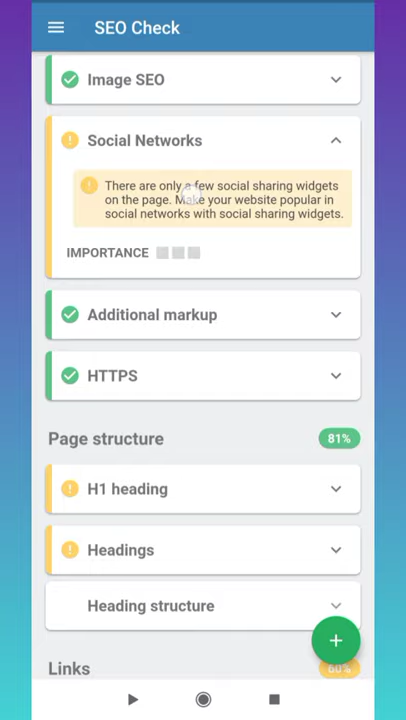 SEO Check
Image SEO
Social Networks
There are only a few social sharing widgets
on the page. Make your website popular in
social networks with social sharing widgets.
IMPORTANCE
Additional markup
HTTPS
Page structure
81%
H1 heading
Headings
Heading structure
Links
60%